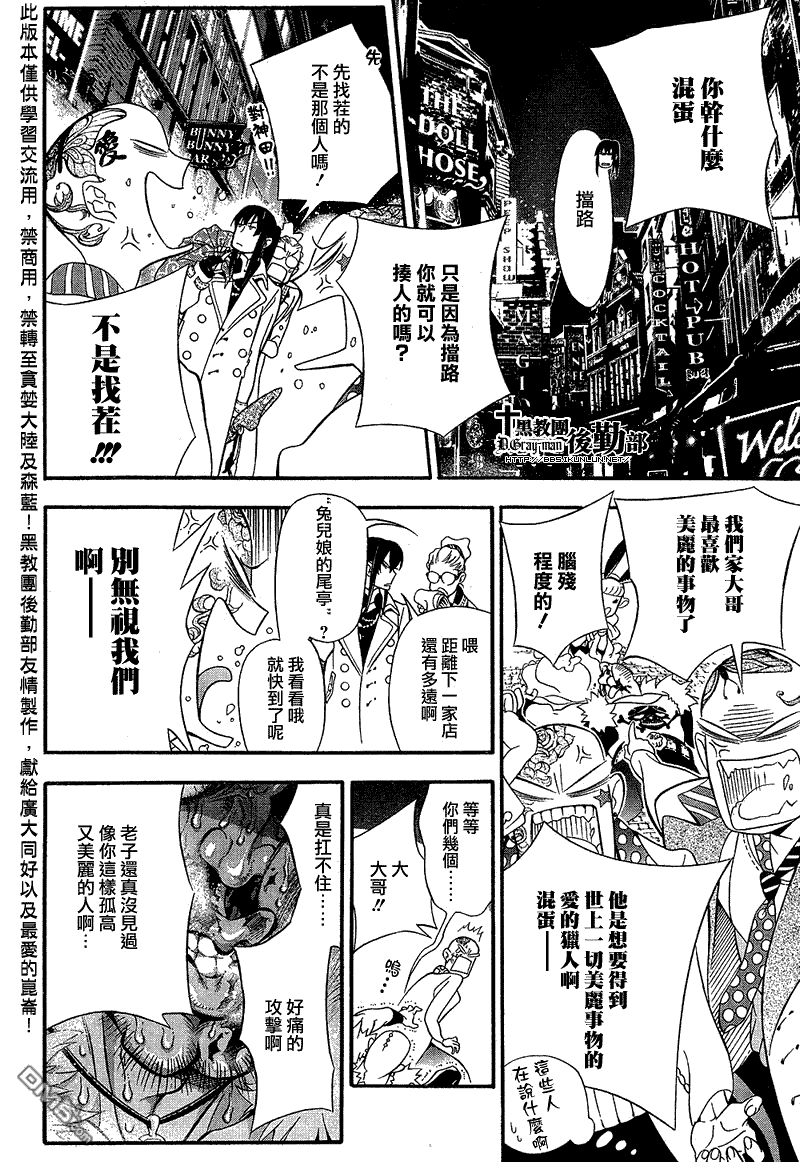 你幹什麼
混蛋
擋路
只是因為擋路
你就可以
揍人的嗎？
先
先找茬的
不是那個人嗎!!
對神田!!
不是找茬!!!
THE
DOLL
HOSE
PEEP SHOW
HOT PUB
COCKTAIL
MAGI
Wel
BUNNY
BUNNY
黑教團
D.Gray-man
後勤部
HTTP://BBS.IKUNLUN.NET/
我們家大哥
最喜歡
美麗的事物了
腦殘
程度的！
他是想要得到
世上一切美麗事物的
愛的獵人啊
混蛋——
這些人
在說什麼啊
喂
距離下一家店
還有多遠啊
“兔兒娘的尾亭”？
我看看哦
就快到了呢
別無視我們
啊——
等等
你們幾個……
大
大哥!!
嗚…
真是扛不住…
好痛的
攻擊啊
老子還真沒見過
像你這樣孤高
又美麗的人啊…
此版本僅供學習交流用，禁商用，禁轉至貪婪大陸及森藍！黑教團後勤部友情製作，獻給廣大同好以及最愛的崑崙！